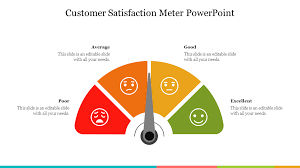 Customer Satisfaction Meter PowerPoint
Average
This slide is an editable slide
with all your needs.
Good
This slide is an editable slide
with all your needs.
Poor
This slide is an
editable slide with all
your needs.
Excellent
This slide is an
editable slide with all
your needs.